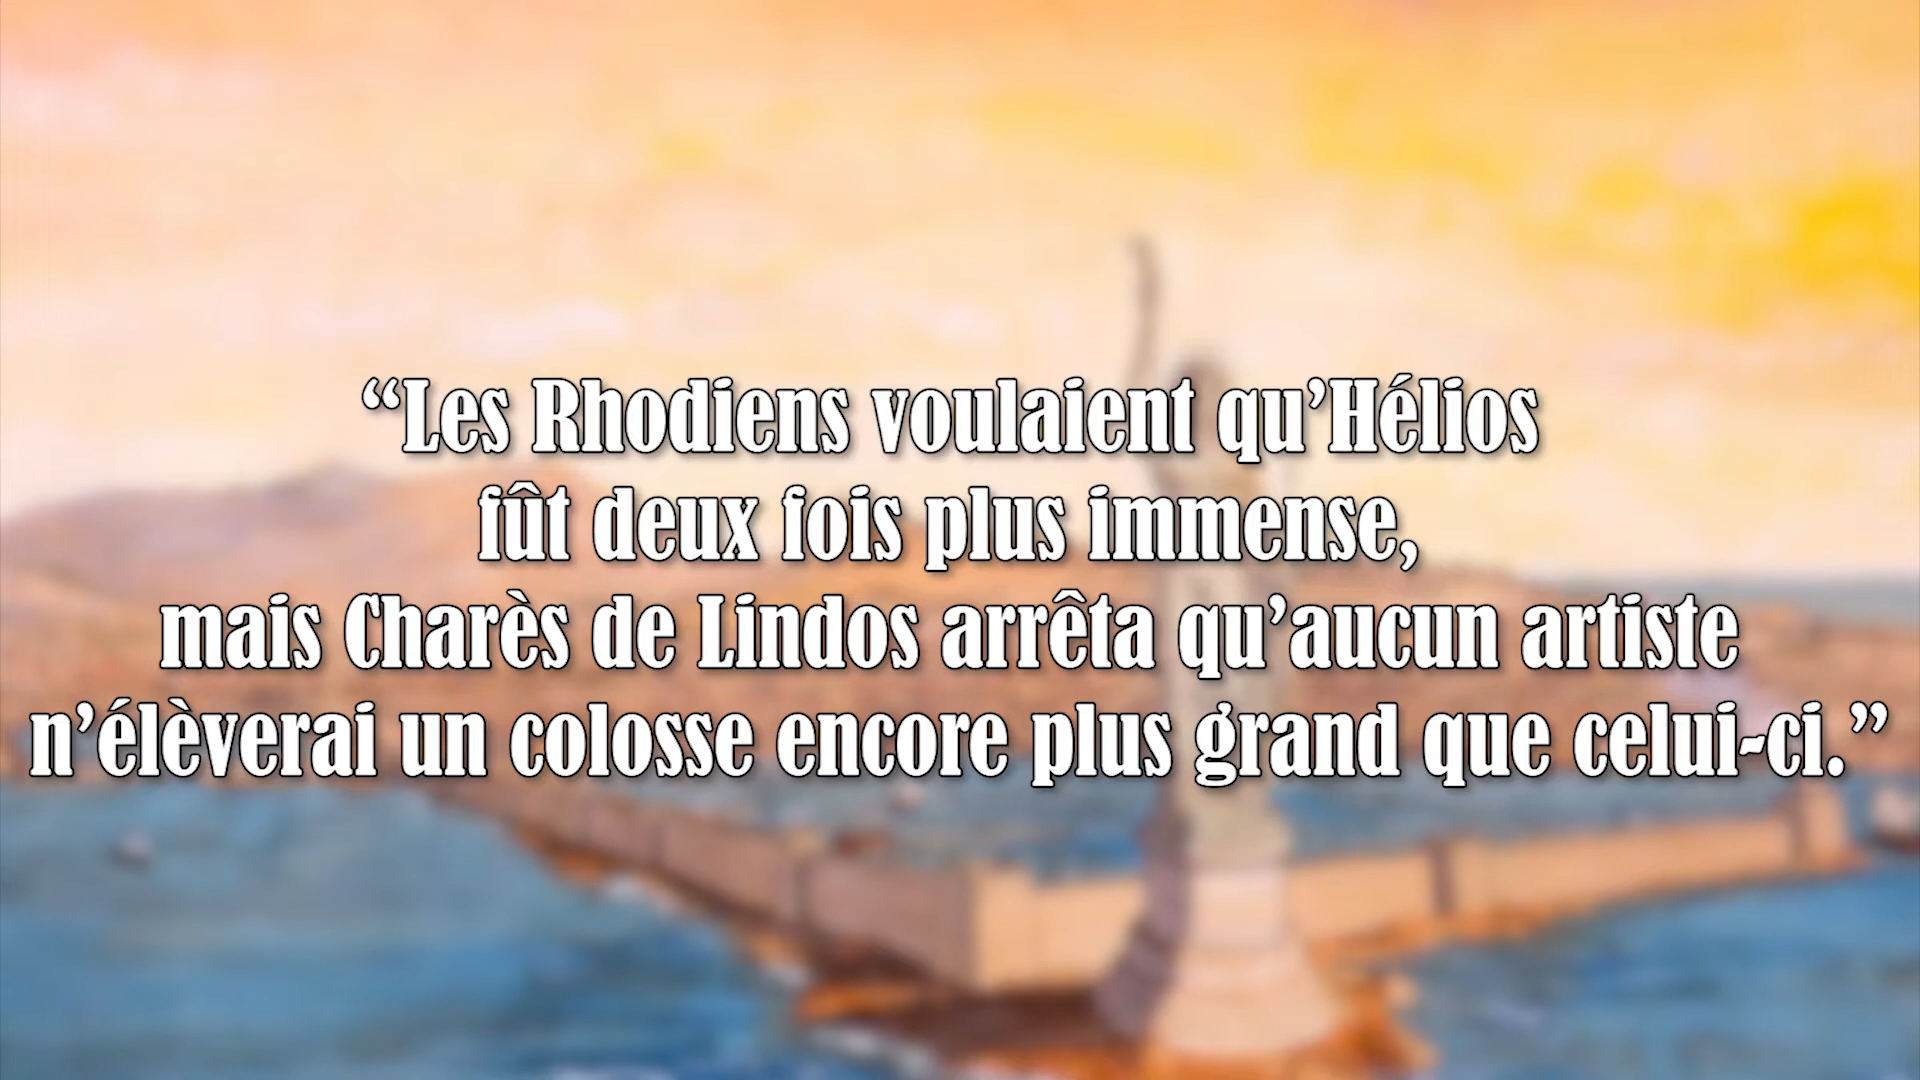 “Les Rhodiens voulaient qu’Hélios
fût deux fois plus immense,
mais Charès de Lindos arrêta qu’aucun artiste
n’élèverai un colosse encore plus grand que celui-ci.”